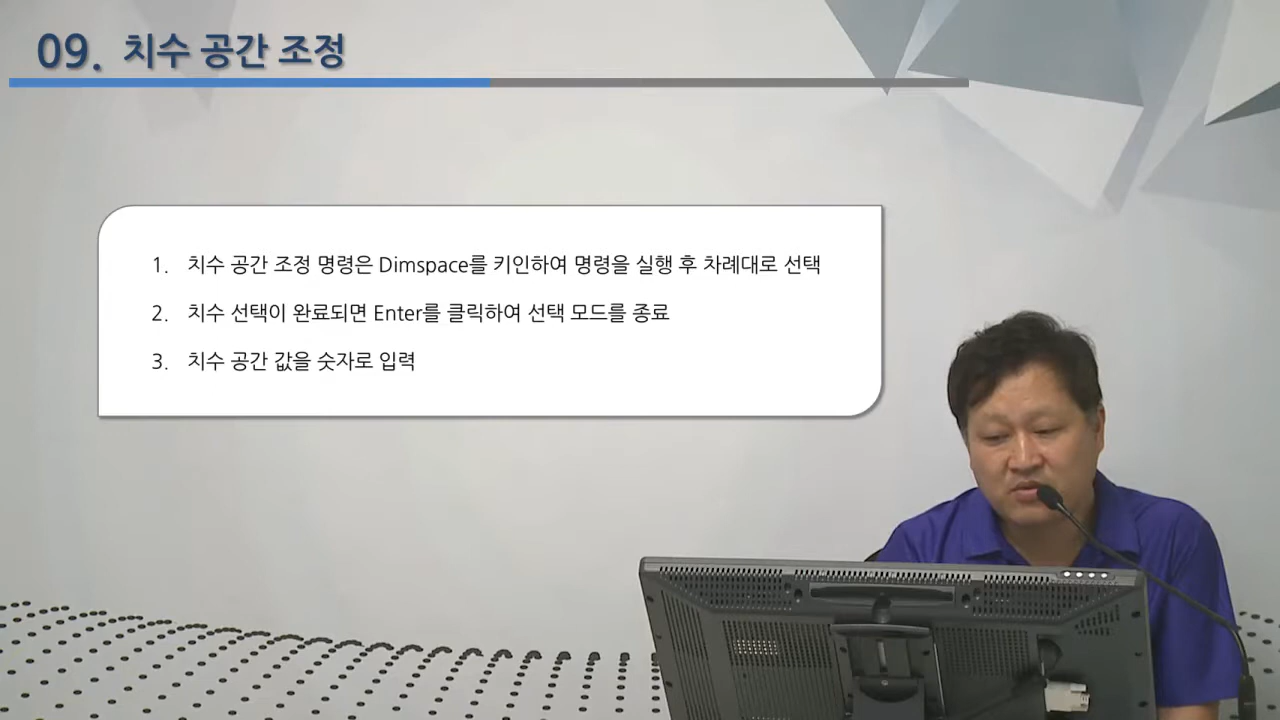 09. 치수 공간 조정
1. 치수 공간 조정 명령은 Dimspace를 키인하여 명령을 실행 후 차례대로 선택
2. 치수 선택이 완료되면 Enter를 클릭하여 선택 모드를 종료
3. 치수 공간 값을 숫자로 입력